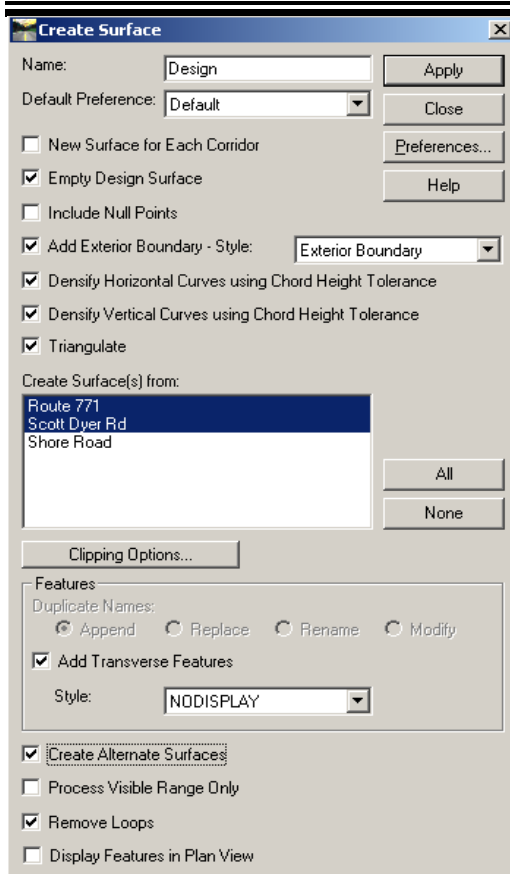 Create Surface
Name: Design Apply
Default Preference: Default Close
New Surface for Each Corridor Preferences...
Empty Design Surface Help
Include Null Points
Add Exterior Boundary - Style: Exterior Boundary
Densify Horizontal Curves using Chord Height Tolerance
Densify Vertical Curves using Chord Height Tolerance
Triangulate
Create Surface(s) from:
Route 771
Scott Dyer Rd
Shore Road
All
None
Clipping Options...
Features
Duplicate Names:
Append Replace Rename Modify
Add Transverse Features
Style: NODISPLAY
Create Alternate Surfaces
Process Visible Range Only
Remove Loops
Display Features in Plan View